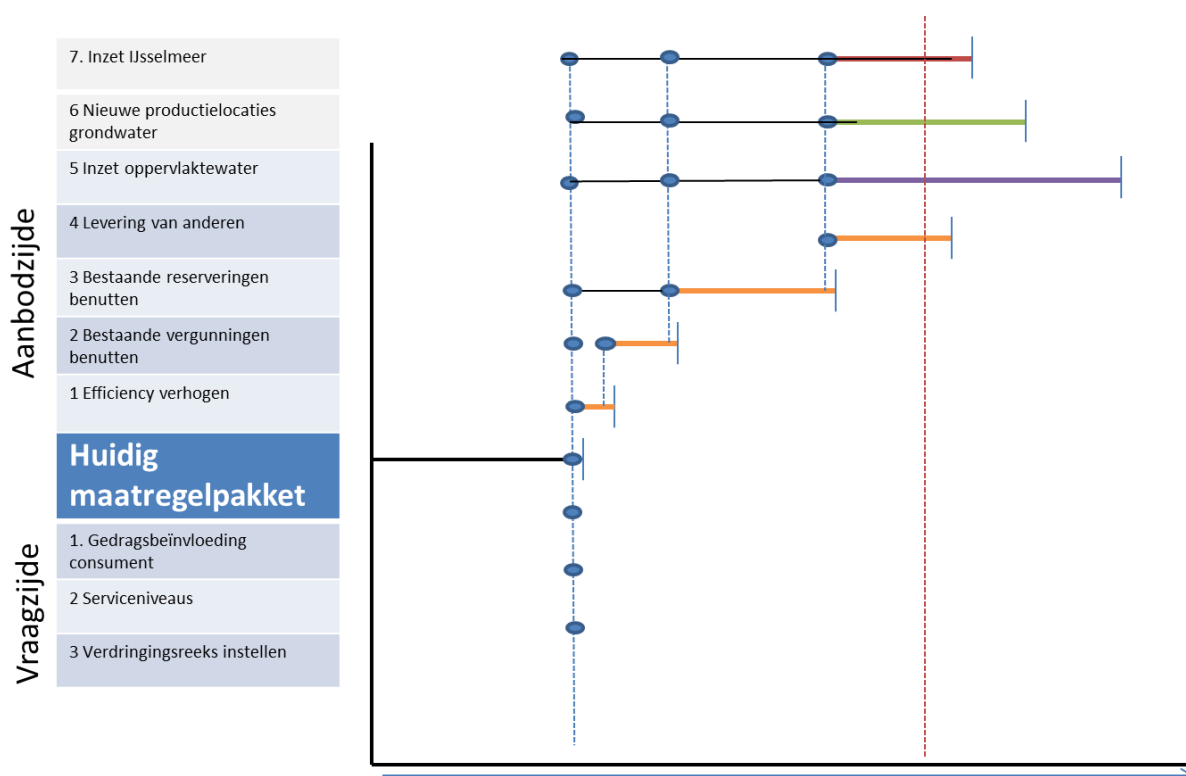 7. Inzet IJsselmeer
6 Nieuwe productielocaties
grondwater
5 Inzet oppervlaktewater
4 Levering van anderen
3 Bestande reserveringen
benutten
2 Bestaande vergunningen
benutten
1 Efficiency verhogen
Aanbodzijde
Huidig
maatregelpakket
1. Gedragsbeïnvloeding
consument
2 Serviceniveaus
3 Verdringingsreeks instellen
Vraagzijde